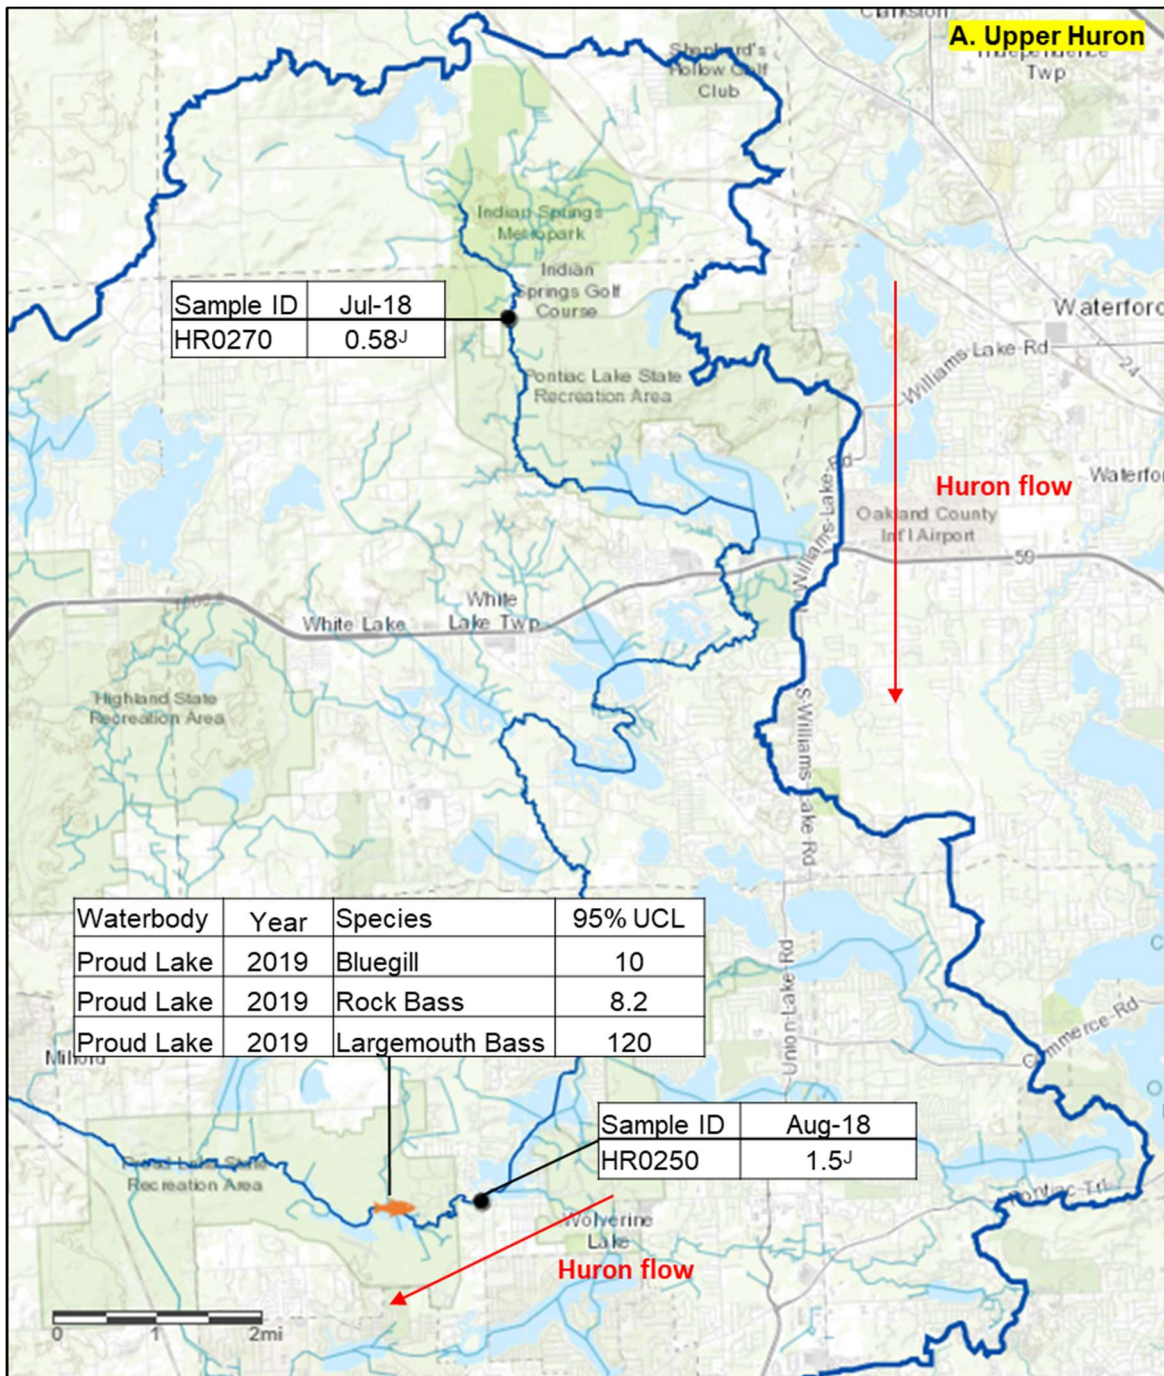 Clarkston
A. Upper Huron
Independence
Twp
Shepherd's
Hollow Golf
Club
Indian Springs
Metropark
Indian
Springs Golf
Course
Sample ID Jul-18
HR0270 0.58ᴶ
Waterford
Williams Lake Rd
24
Pontiac Lake State
Recreation Area
Huron flow
Oakland County
Int'l Airport
59
White Lake
White
Lake Twp
Highland State
Recreation Area
S Williams Lake Rd
Waterbody Year Species 95% UCL
Proud Lake 2019 Bluegill 10
Proud Lake 2019 Rock Bass 8.2
Proud Lake 2019 Largemouth Bass 120
Union Lake Rd
Commerce Rd
Milford
Sample ID Aug-18
HR0250 1.5ᴶ
Proud Lake State
Recreation Area
Pontiac Trl
Wolverine
Lake
Huron flow
0 1 2mi